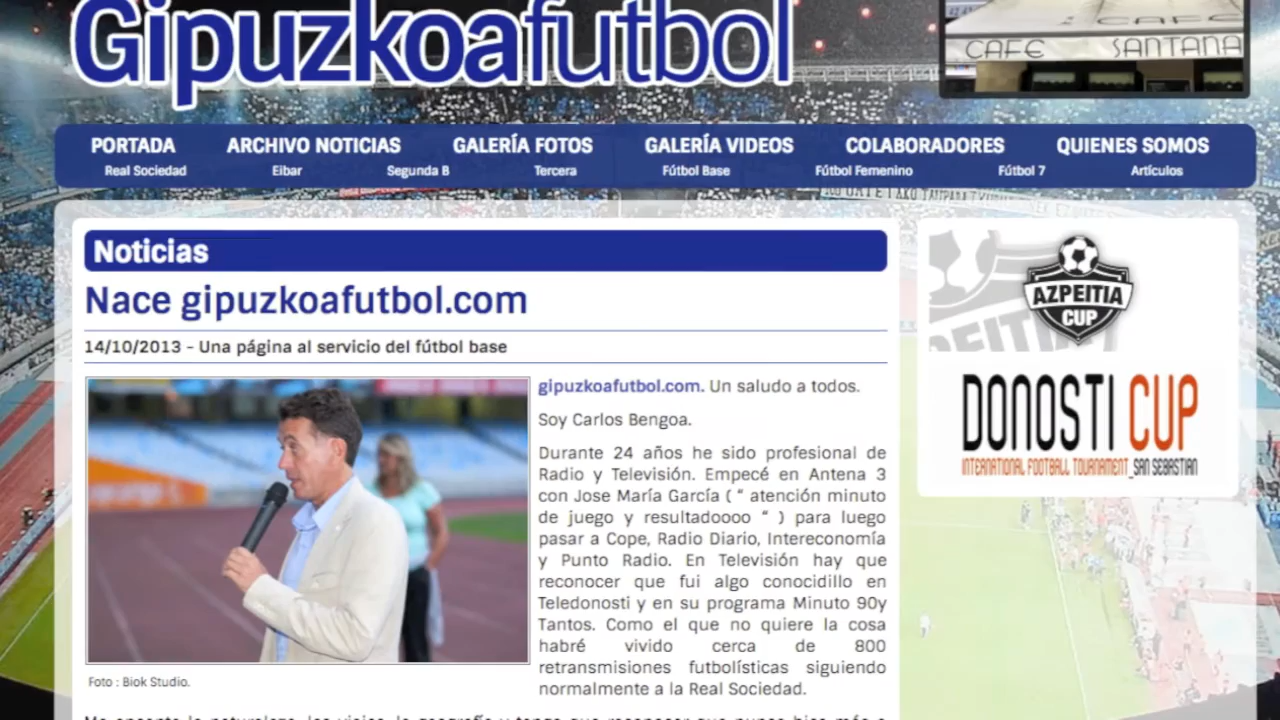 Gipuzkoafutbol
CAFE SANTANA
PORTADA ARCHIVO NOTICIAS GALERÍA FOTOS GALERÍA VIDEOS COLABORADORES QUIENES SOMOS
Real Sociedad Eibar Segunda B Tercera Fútbol Base Fútbol Femenino Fútbol 7 Artículos
Noticias
Nace gipuzkoafutbol.com
14/10/2013 - Una página al servicio del fútbol base
gipuzkoafutbol.com. Un saludo a todos.
Soy Carlos Bengoa.
Durante 24 años he sido profesional de
Radio y Televisión. Empecé en Antena 3
con Jose María García ( “ atención minuto
de juego y resultadoooo “ ) para luego
pasar a Cope, Radio Diario, Intereconomía
y Punto Radio. En Televisión hay que
reconocer que fui algo conocidillo en
Teledonosti y en su programa Minuto 90y
Tantos. Como el que no quiere la cosa
habré vivido cerca de 800
retransmisiones futbolísticas siguiendo
normalmente a la Real Sociedad.
Foto : Biok Studio.
AZPEITIA
CUP
DONOSTI CUP
INTERNATIONAL FOOTBALL TOURNAMENT_SAN SEBASTIAN